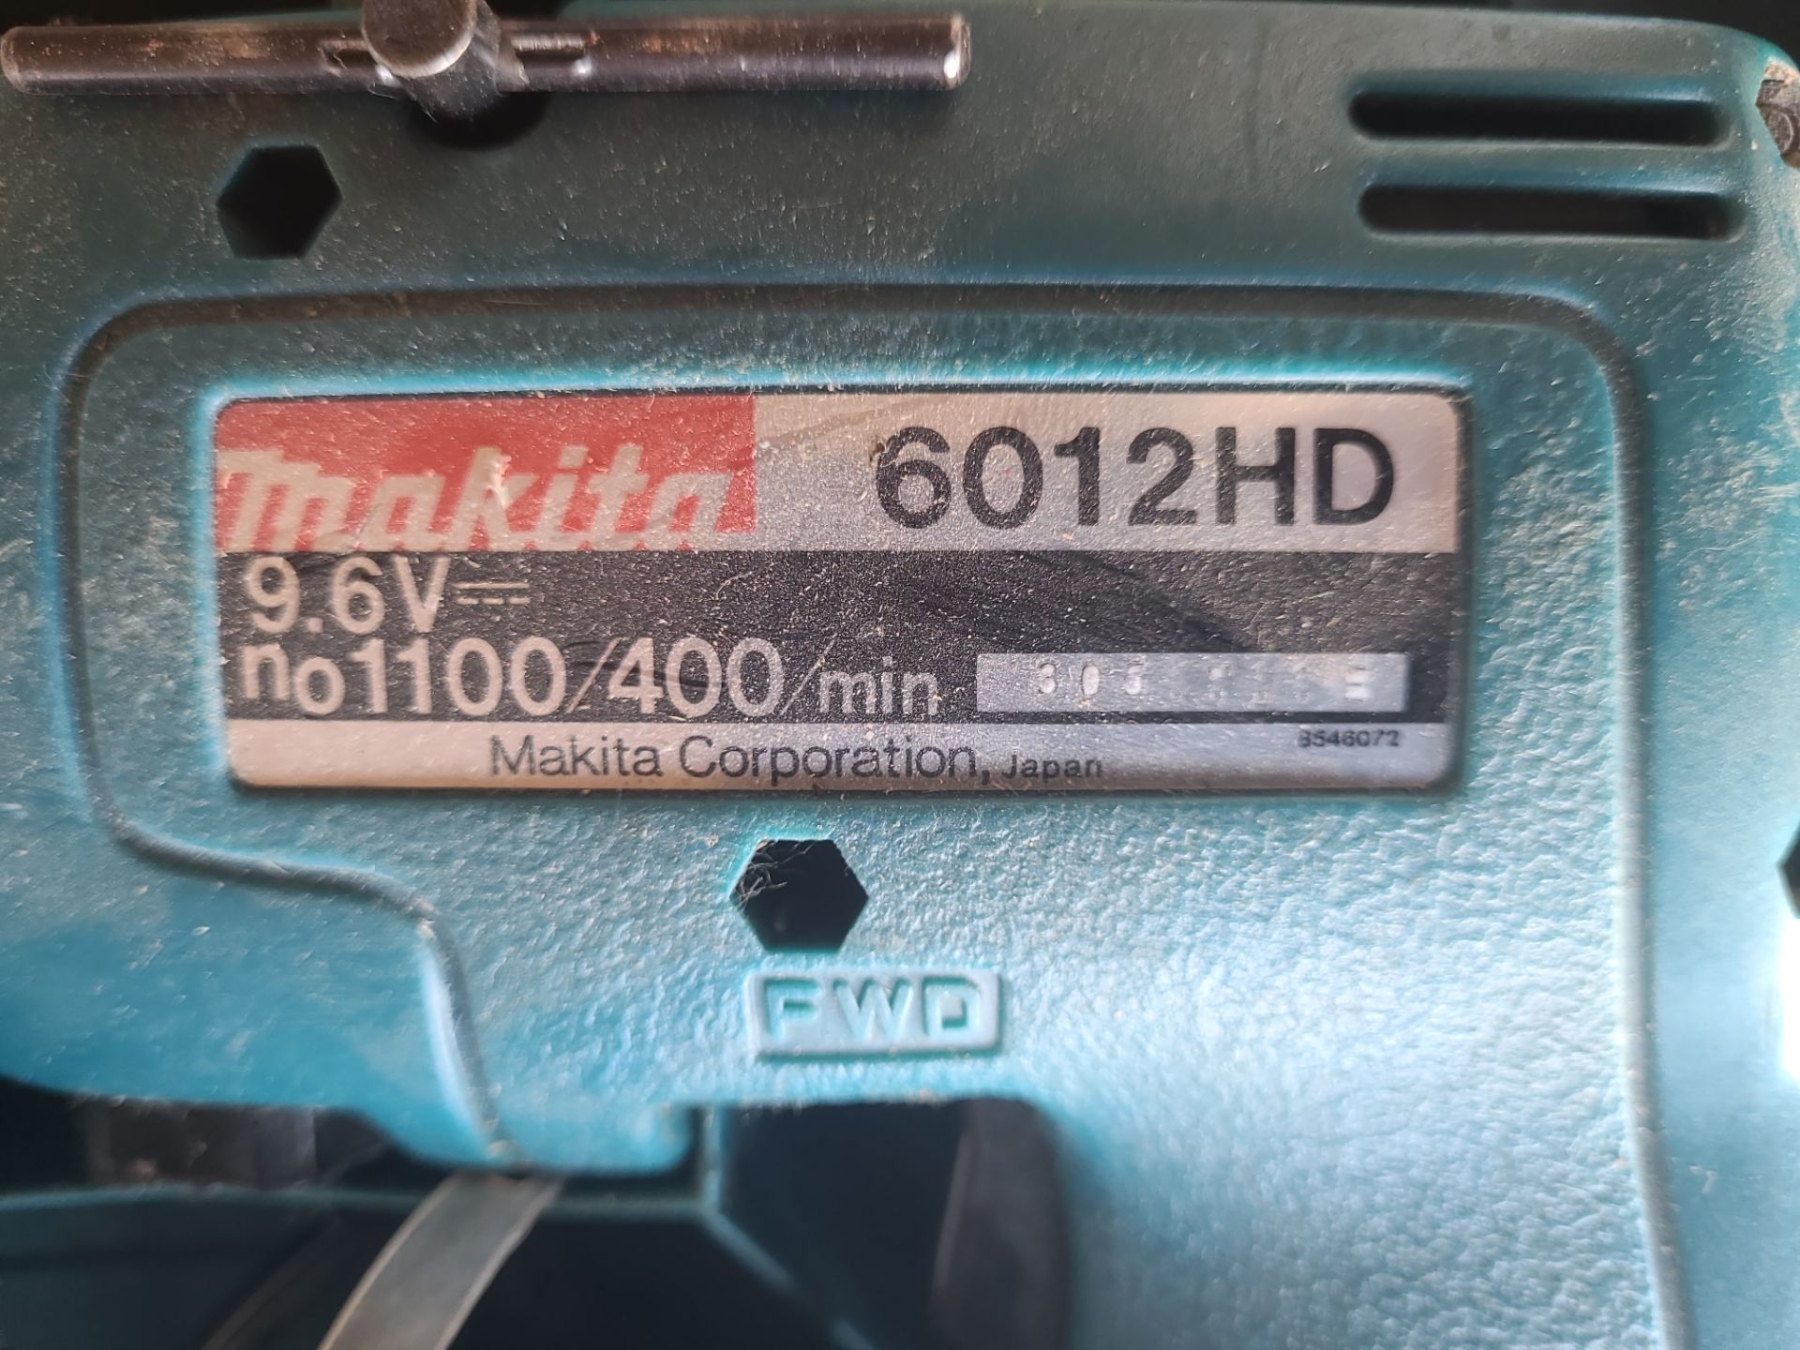 makita 6012HD
9.6V⎓
no1100/400/min
Makita Corporation, Japan
FWD